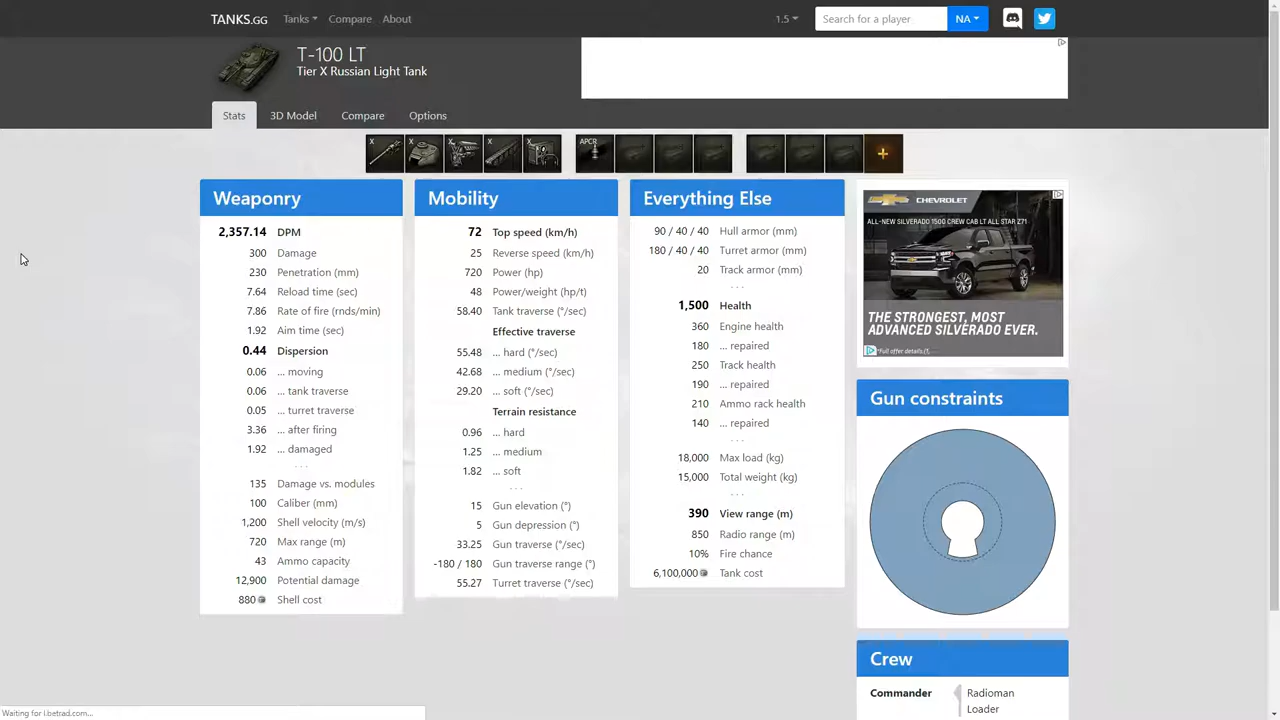 TANKS.GG Tanks Compare About 1.5 Search for a player NA
T-100 LT
Tier X Russian Light Tank
Stats 3D Model Compare Options
X X X X X APCR
Weaponry
2,357.14 DPM
300 Damage
230 Penetration (mm)
7.64 Reload time (sec)
7.86 Rate of fire (rnds/min)
1.92 Aim time (sec)
0.44 Dispersion
0.06 ... moving
0.06 ... tank traverse
0.05 ... turret traverse
3.36 ... after firing
1.92 ... damaged
...
135 Damage vs. modules
100 Caliber (mm)
1,200 Shell velocity (m/s)
720 Max range (m)
43 Ammo capacity
12,900 Potential damage
880 Shell cost
Mobility
72 Top speed (km/h)
25 Reverse speed (km/h)
720 Power (hp)
48 Power/weight (hp/t)
58.40 Tank traverse (°/sec)
Effective traverse
55.48 ... hard (°/sec)
42.68 ... medium (°/sec)
29.20 ... soft (°/sec)
Terrain resistance
0.96 ... hard
1.25 ... medium
1.82 ... soft
...
15 Gun elevation (°)
5 Gun depression (°)
33.25 Gun traverse (°/sec)
-180 / 180 Gun traverse range (°)
55.27 Turret traverse (°/sec)
Everything Else
90 / 40 / 40 Hull armor (mm)
180 / 40 / 40 Turret armor (mm)
20 Track armor (mm)
...
1,500 Health
360 Engine health
180 ... repaired
250 Track health
190 ... repaired
210 Ammo rack health
140 ... repaired
...
18,000 Max load (kg)
15,000 Total weight (kg)
...
390 View range (m)
850 Radio range (m)
10% Fire chance
6,100,000 Tank cost
CHEVROLET
ALL-NEW SILVERADO 1500 CREW CAB LT ALL STAR Z71
THE STRONGEST, MOST
ADVANCED SILVERADO EVER.
Gun constraints
Crew
Commander Radioman
Loader
Waiting for l.betrad.com...